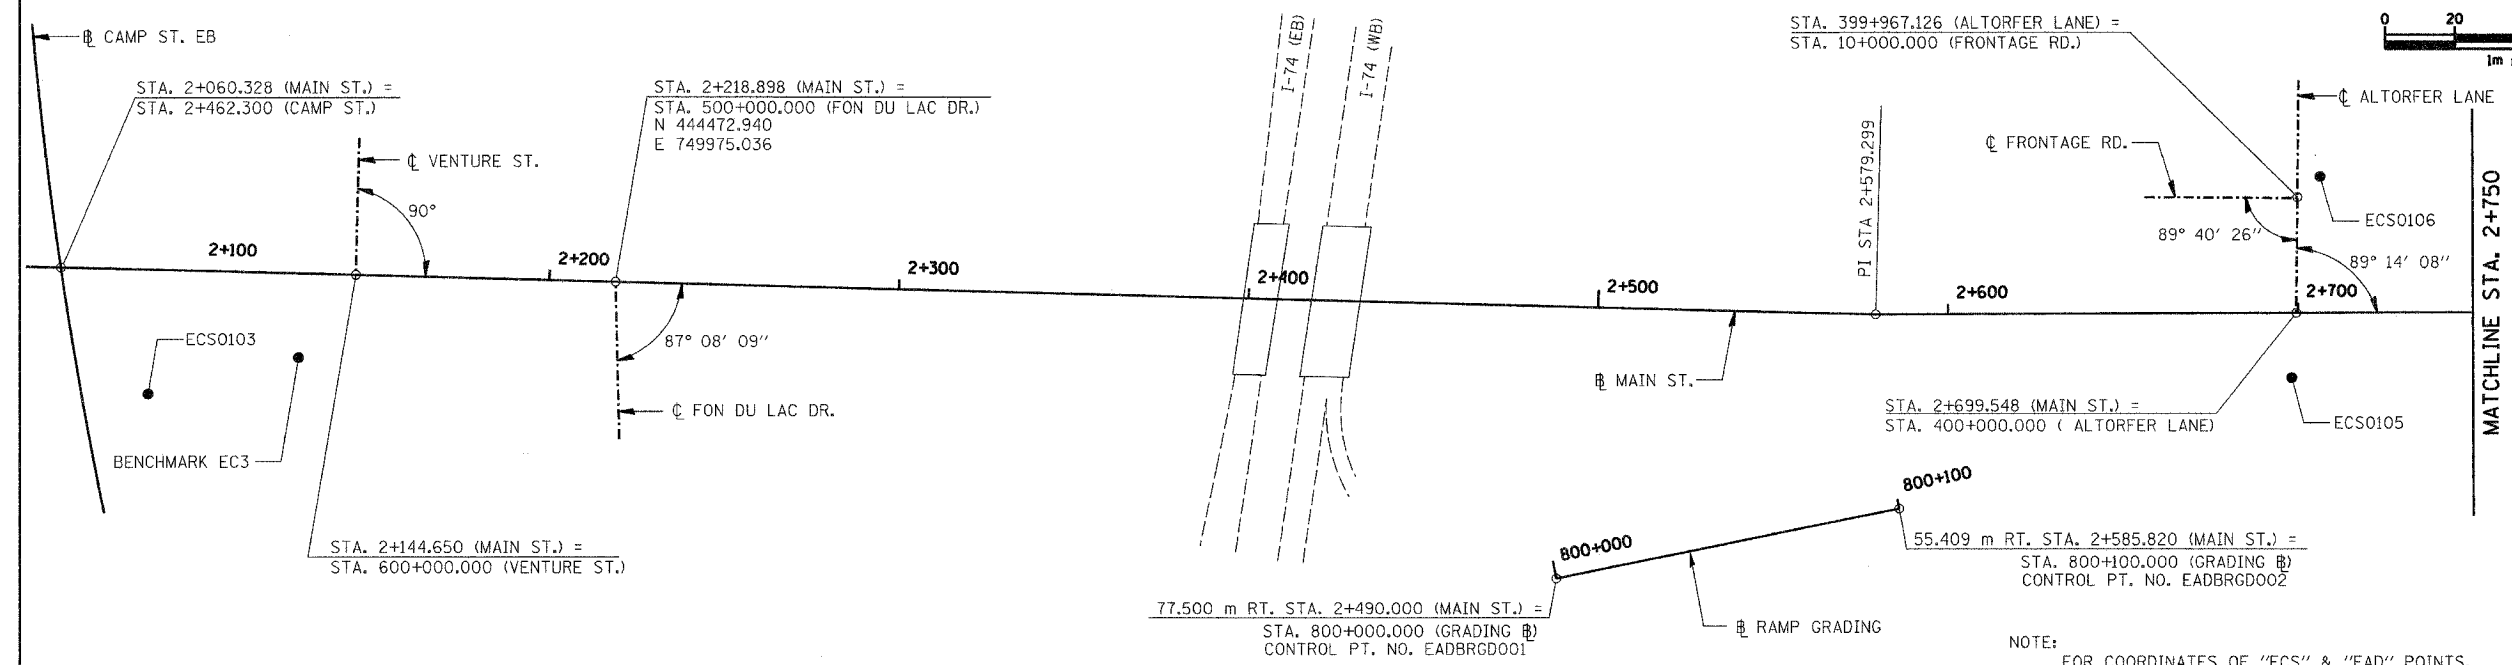 ℄ CAMP ST. EB
STA. 2+060.328 (MAIN ST.) =
STA. 2+462.300 (CAMP ST.)
℄ VENTURE ST.
90°
STA. 2+218.898 (MAIN ST.) =
STA. 500+000.000 (FON DU LAC DR.)
N 444472.940
E 749975.036
I-74 (EB)
I-74 (WB)
STA. 399+967.126 (ALTORFER LANE) =
STA. 10+000.000 (FRONTAGE RD.)
0 20
1m
℄ ALTORFER LANE
℄ FRONTAGE RD.
ECS0106
89° 40' 26"
89° 14' 08"
PI STA 2+579.299
MATCHLINE STA. 2+750
2+100
2+200
2+300
2+400
2+500
2+600
2+700
ECS0103
BENCHMARK EC3
87° 08' 09"
℄ FON DU LAC DR.
STA. 2+144.650 (MAIN ST.) =
STA. 600+000.000 (VENTURE ST.)
℄ MAIN ST.
STA. 2+699.548 (MAIN ST.) =
STA. 400+000.000 ( ALTORFER LANE)
ECS0105
800+000
800+100
77.500 m RT. STA. 2+490.000 (MAIN ST.) =
STA. 800+000.000 (GRADING ℄)
CONTROL PT. NO. EADBRGD001
℄ RAMP GRADING
55.409 m RT. STA. 2+585.820 (MAIN ST.) =
STA. 800+100.000 (GRADING ℄)
CONTROL PT. NO. EADBRGD002
NOTE:
FOR COORDINATES OF "ECS" & "EAD" POINTS,